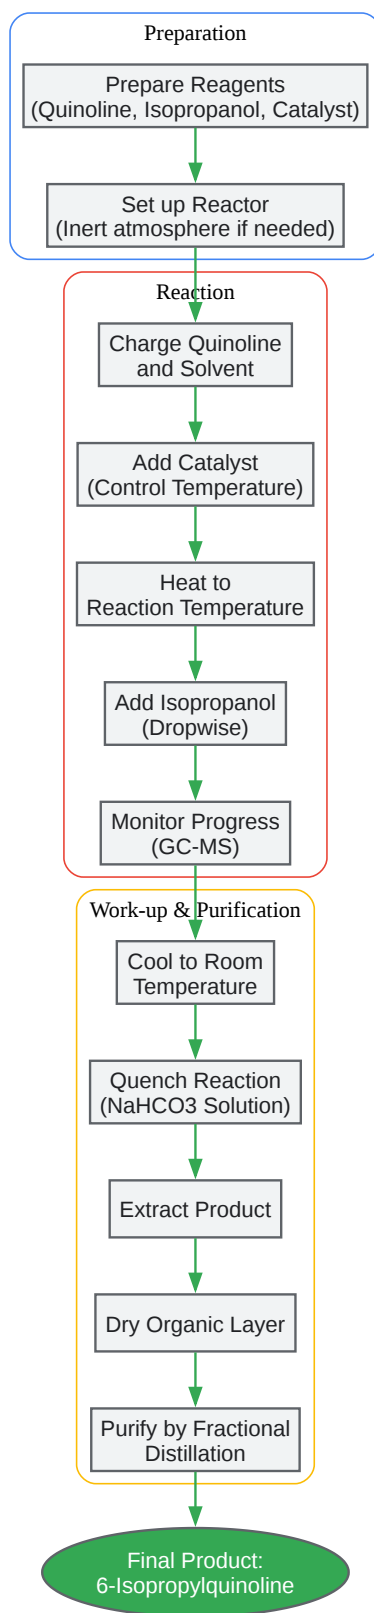 Preparation
Prepare Reagents
(Quinoline, Isopropanol, Catalyst)
Set up Reactor
(Inert atmosphere if needed)
Reaction
Charge Quinoline
and Solvent
Add Catalyst
(Control Temperature)
Heat to
Reaction Temperature
Add Isopropanol
(Dropwise)
Monitor Progress
(GC-MS)
Work-up & Purification
Cool to Room
Temperature
Quench Reaction
(NaHCO3 Solution)
Extract Product
Dry Organic Layer
Purify by Fractional
Distillation
Final Product:
6-Isopropylquinoline